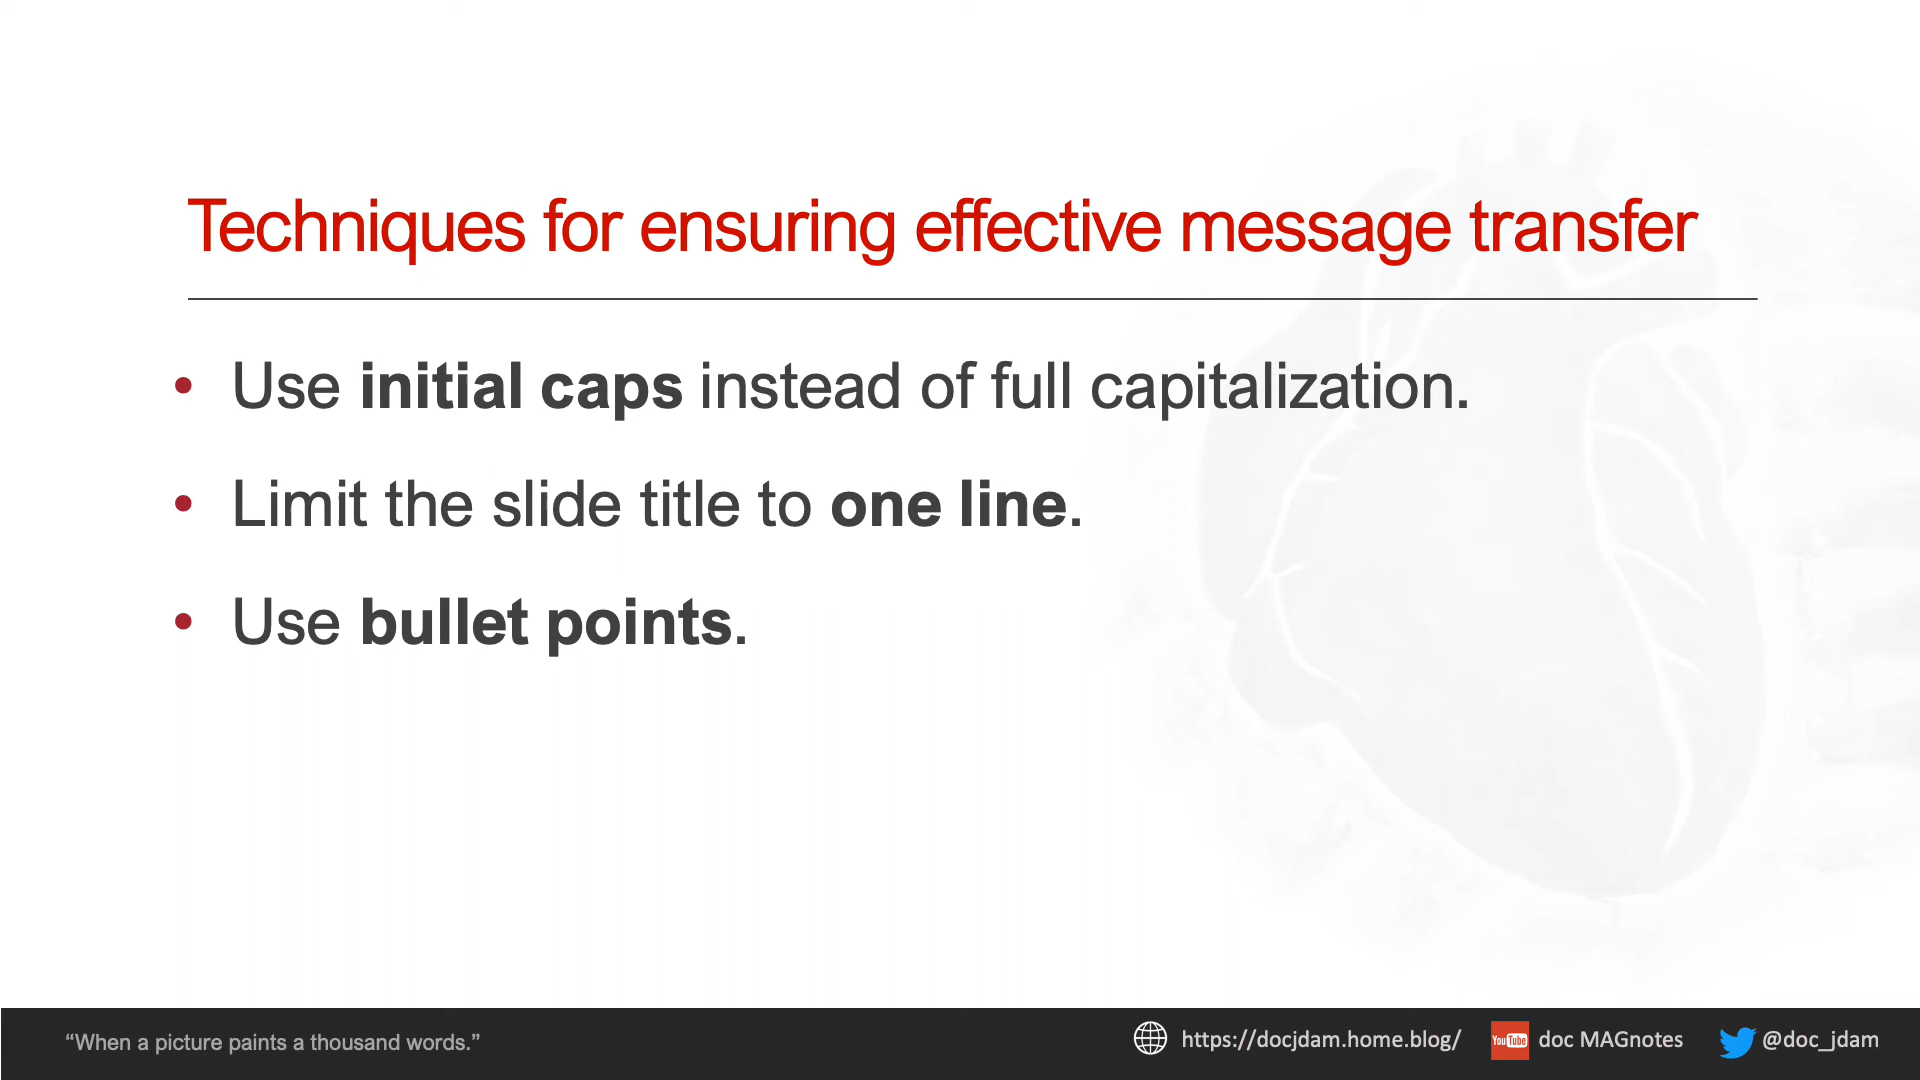 Techniques for ensuring effective message transfer
• Use initial caps instead of full capitalization.
• Limit the slide title to one line.
• Use bullet points.
“When a picture paints a thousand words.”
https://docjdam.home.blog/
YouTube
doc MAGnotes
@doc_jdam